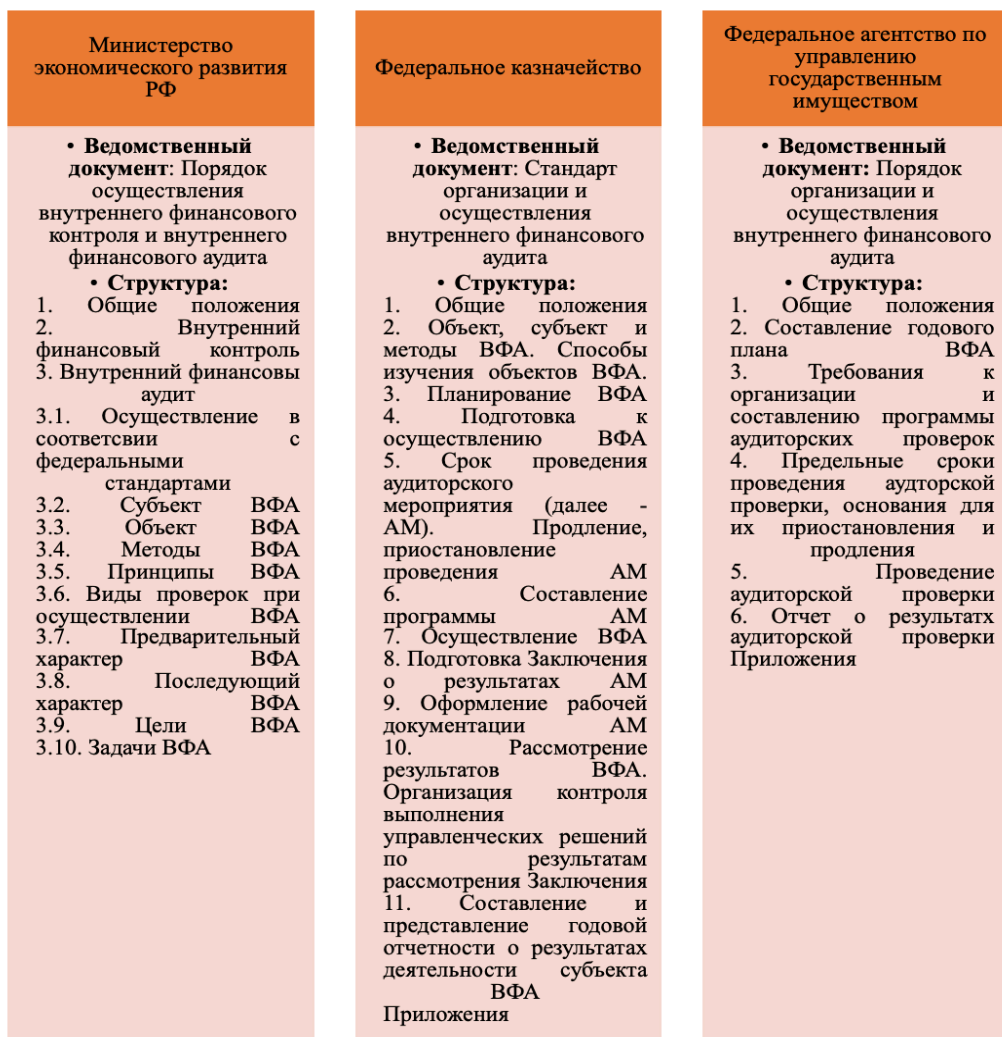 Министерство
экономического развития
РФ
• Ведомственный
документ: Порядок
осуществления
внутреннего финансового
контроля и внутреннего
финансового аудита
• Структура:
1. Общие положения
2. Внутренний
финансовый контроль
3. Внутренний финансовы
аудит
3.1. Осуществление в
соответсвии с
федеральными
стандартами
3.2. Субъект ВФА
3.3. Объект ВФА
3.4. Методы ВФА
3.5. Принципы ВФА
3.6. Виды проверок при
осуществлении ВФА
3.7. Предварительный
характер ВФА
3.8. Последующий
характер ВФА
3.9. Цели ВФА
3.10. Задачи ВФА
Федеральное казначейство
• Ведомственный
документ: Стандарт
организации и
осуществления
внутреннего финансового
аудита
• Структура:
1. Общие положения
2. Объект, субъект и
методы ВФА. Способы
изучения объектов ВФА.
3. Планирование ВФА
4. Подготовка к
осуществлению ВФА
5. Срок проведения
аудиторского
мероприятия (далее -
АМ). Продление,
приостановление
проведения АМ
6. Составление
программы АМ
7. Осуществление ВФА
8. Подготовка Заключения
о результатах АМ
9. Оформление рабочей
документации АМ
10. Рассмотрение
результатов ВФА.
Организация контроля
выполнения
управленческих решений
по результатам
рассмотрения Заключения
11. Составление и
представление годовой
отчетности о результатах
деятельности субъекта
ВФА
Приложения
Федеральное агентство по
управлению
государственным
имуществом
• Ведомственный
документ: Порядок
организации и
осуществления
внутреннего финансового
аудита
• Структура:
1. Общие положения
2. Составление годового
плана ВФА
3. Требования к
организации и
составлению программы
аудиторских проверок
4. Предельные сроки
проведения аудторской
проверки, основания для
их приостановления и
продления
5. Проведение
аудиторской проверки
6. Отчет о результатх
аудиторской проверки
Приложения